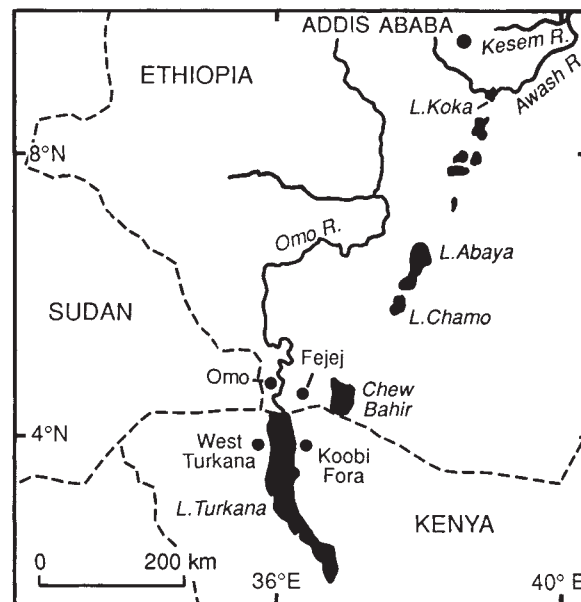 ADDIS ABABA
Kesem R.
ETHIOPIA
Awash R.
L.Koka
8°N
Omo R.
L.Abaya
SUDAN
L.Chamo
Fejej
Omo
Chew
Bahir
4°N
West
Turkana
Koobi
Fora
L.Turkana
KENYA
0 200 km
36°E 40°E